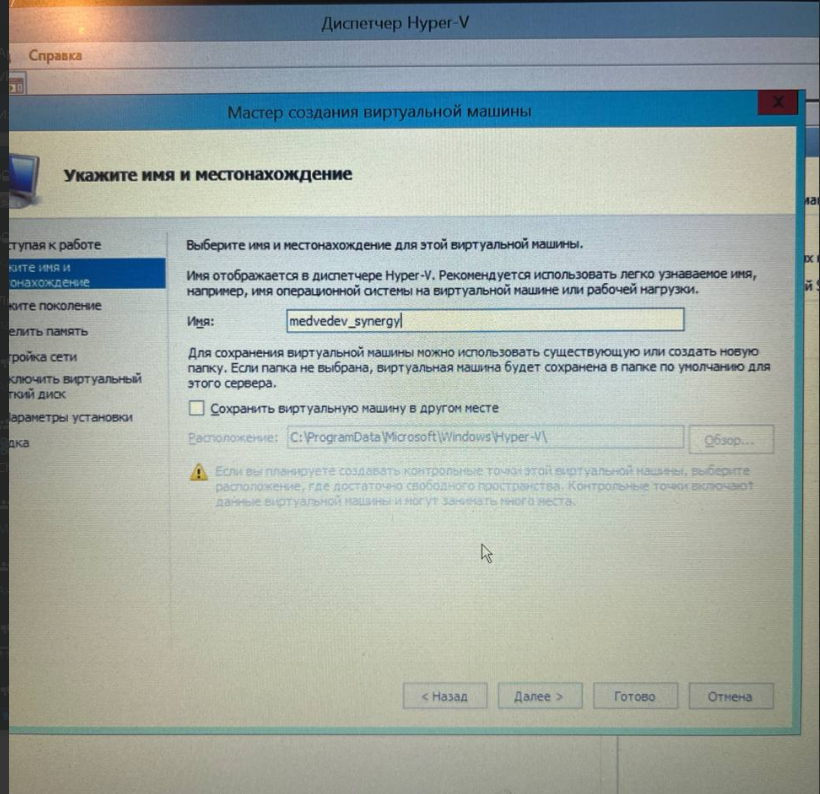 Диспетчер Hyper-V
Справка
Мастер создания виртуальной машины
X
Укажите имя и местонахождение
ступая к работе
жите имя и
онахождение
жите поколение
елить память
ройка сети
ключить виртуальный
ткий диск
Параметры установки
дка
Выберите имя и местонахождение для этой виртуальной машины.
Имя отображается в диспетчере Hyper-V. Рекомендуется использовать легко узнаваемое имя,
например, имя операционной системы на виртуальной машине или рабочей нагрузки.
Имя: medvedev_synergy
Для сохранения виртуальной машины можно использовать существующую или создать новую
папку. Если папка не выбрана, виртуальная машина будет сохранена в папке по умолчанию для
этого сервера.
Сохранить виртуальную машину в другом месте
Расположение: C:\ProgramData\Microsoft\Windows\Hyper-V\ Обзор...
Если вы планируете создавать контрольные точки этой виртуальной машины, выберите
расположение, где достаточно свободного пространства. Контрольные точки включают
данные виртуальной машины и могут занимать много места.
< Назад Далее > Готово Отмена